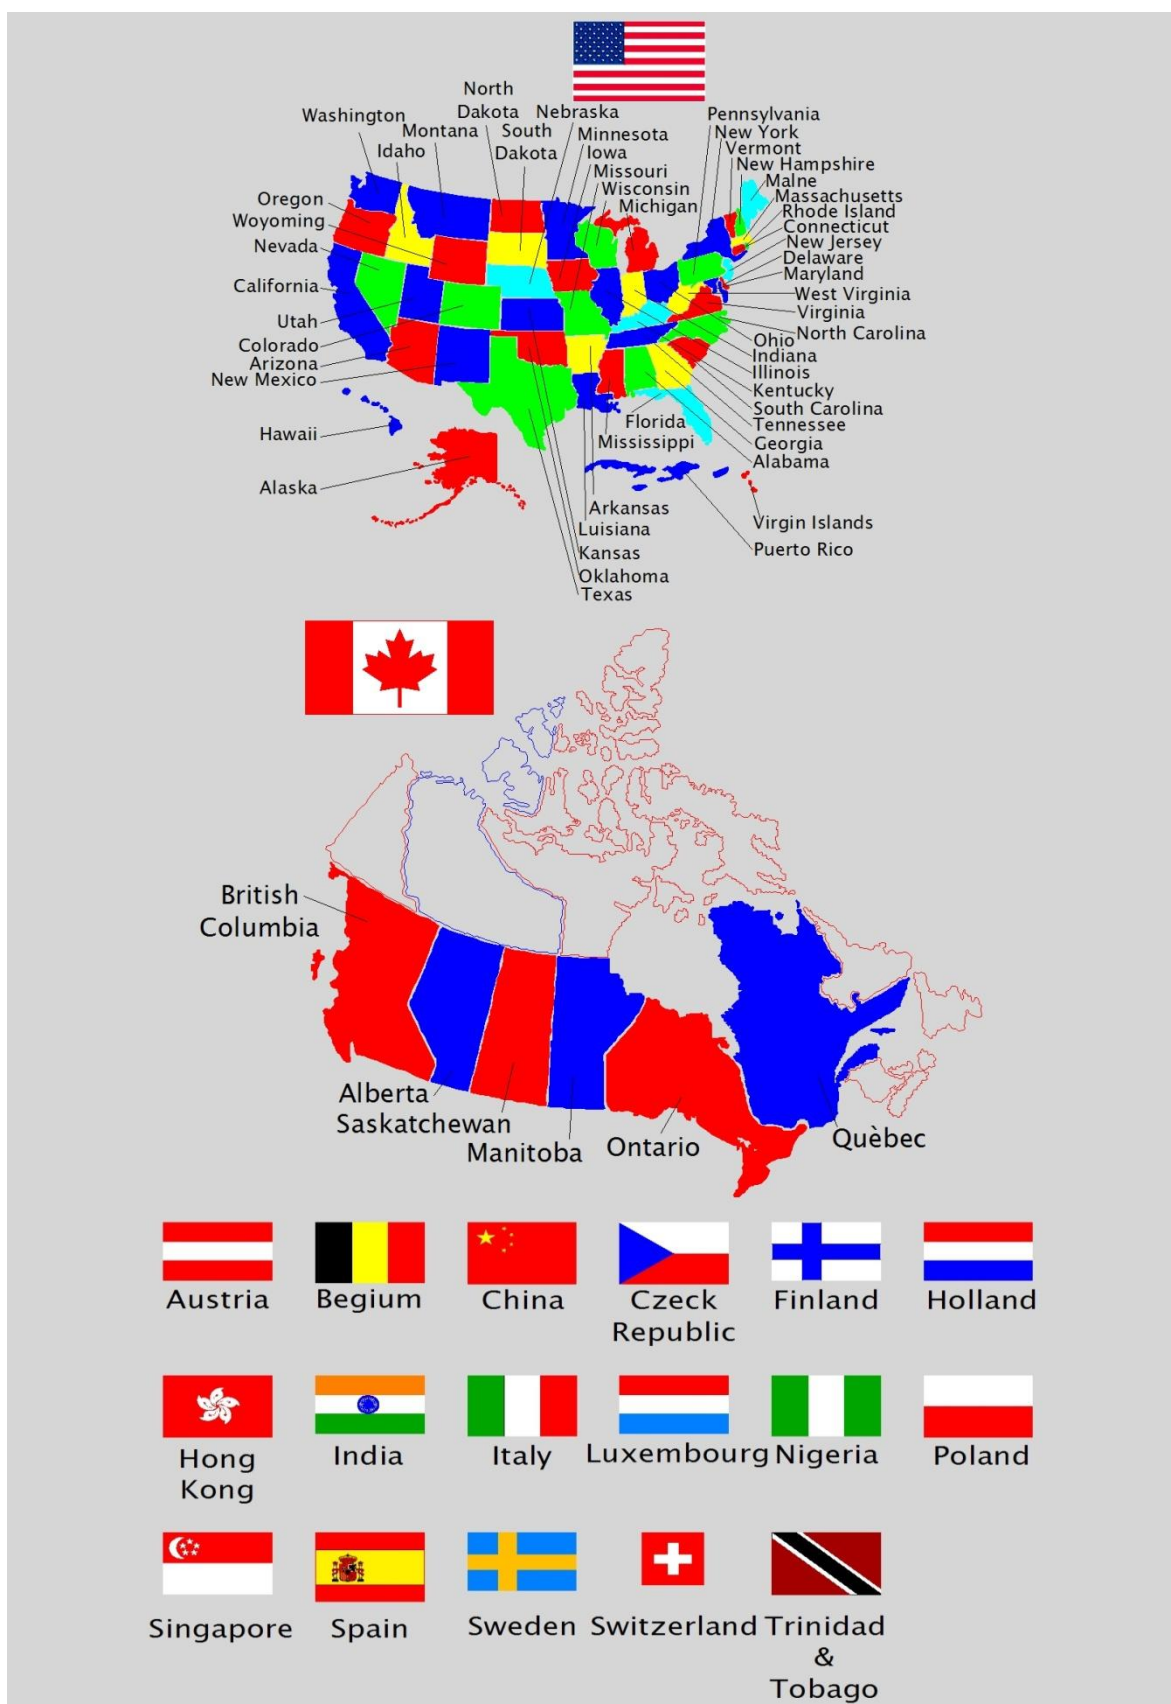 North
Dakota
Nebraska
Washington
Montana
South
Dakota
Minnesota
Idaho
Iowa
Missouri
Wisconsin
Michigan
Pennsylvania
New York
Vermont
New Hampshire
Malne
Massachusetts
Rhode Island
Connecticut
New Jersey
Delaware
Maryland
West Virginia
Virginia
North Carolina
Ohio
Indiana
Illinois
Kentucky
South Carolina
Tennessee
Georgia
Alabama
Oregon
Woyoming
Nevada
California
Utah
Colorado
Arizona
New Mexico
Hawaii
Alaska
Florida
Mississippi
Arkansas
Luisiana
Kansas
Oklahoma
Texas
Virgin Islands
Puerto Rico
British
Columbia
Alberta
Saskatchewan
Manitoba
Ontario
Quèbec
Austria
Begium
China
Czeck
Republic
Finland
Holland
Hong
Kong
India
Italy
Luxembourg
Nigeria
Poland
Singapore
Spain
Sweden
Switzerland
Trinidad
&
Tobago